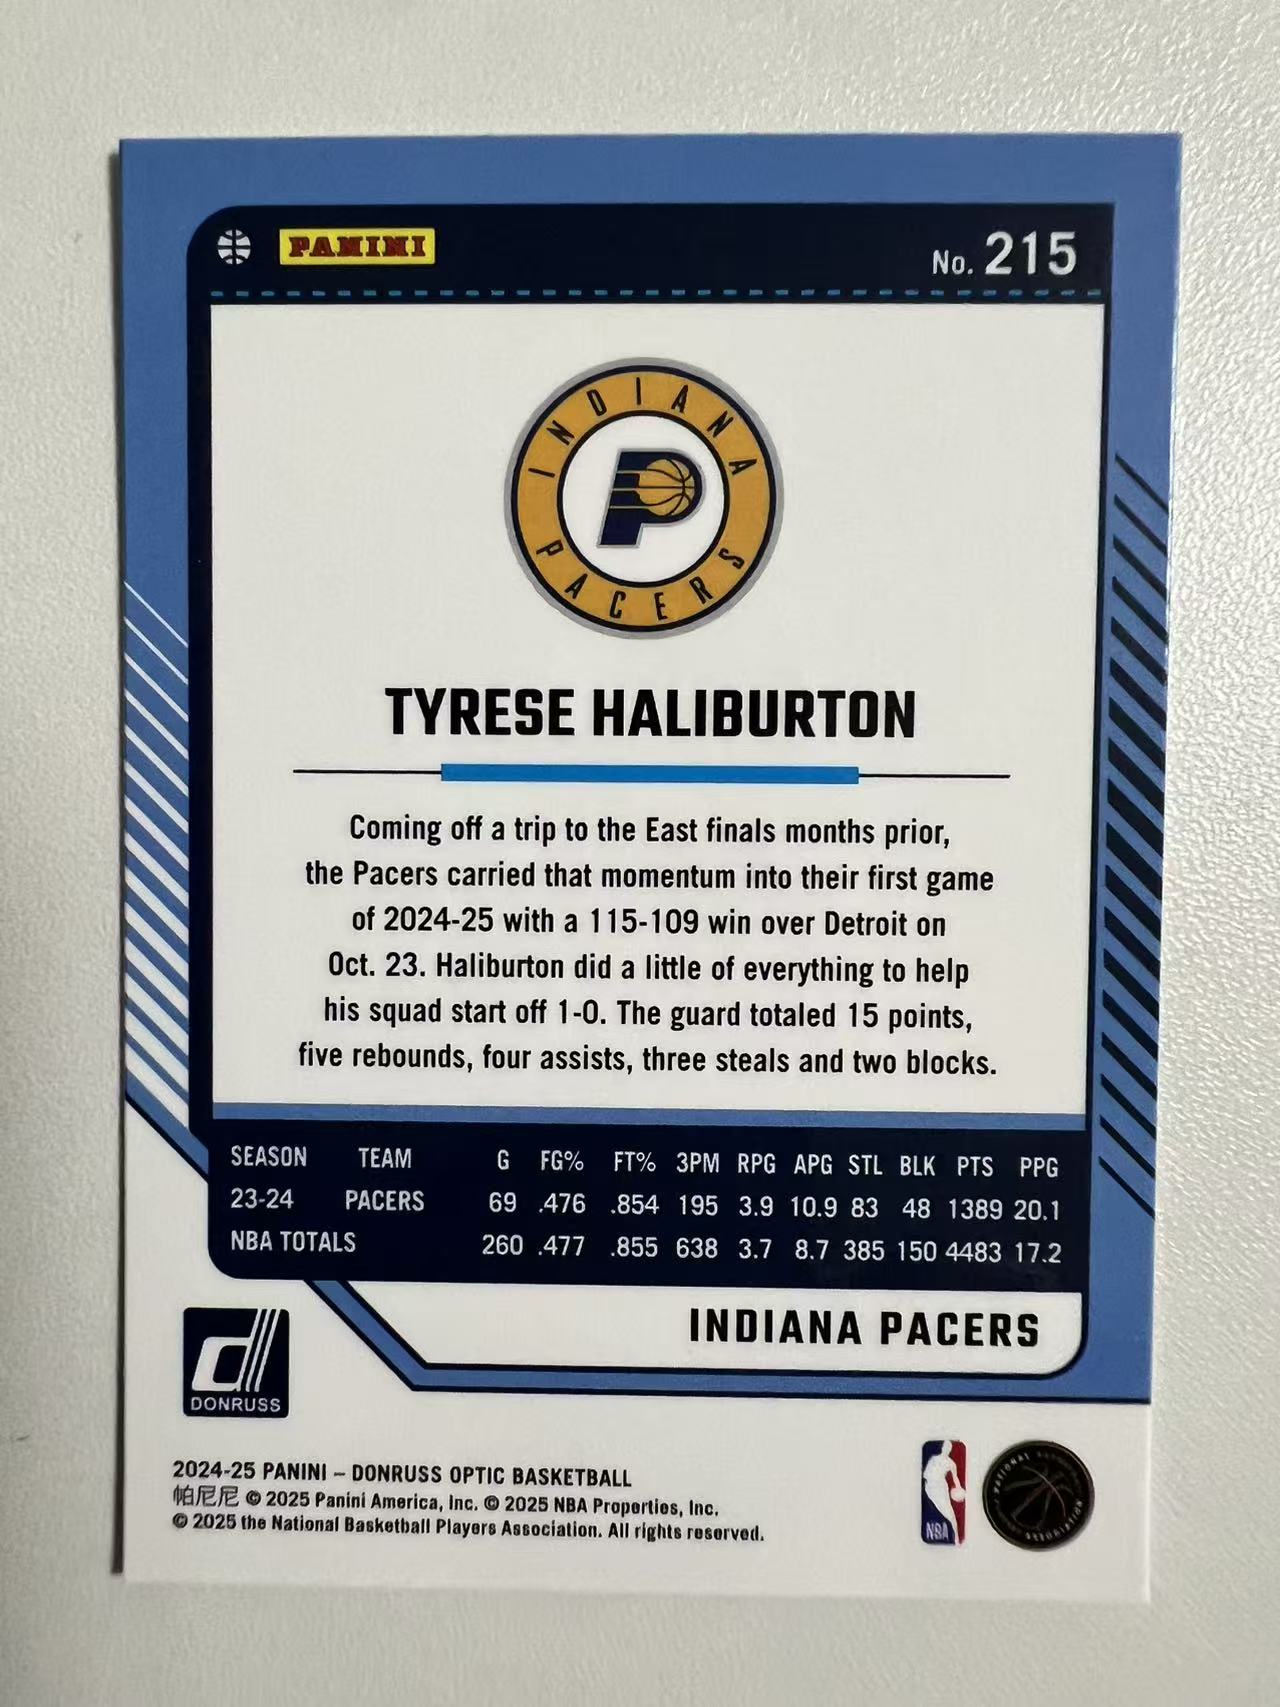 PANINI
No. 215
INDIANA PACERS
TYRESE HALIBURTON
Coming off a trip to the East finals months prior,
the Pacers carried that momentum into their first game
of 2024-25 with a 115-109 win over Detroit on
Oct. 23. Haliburton did a little of everything to help
his squad start off 1-0. The guard totaled 15 points,
five rebounds, four assists, three steals and two blocks.
SEASON TEAM G FG% FT% 3PM RPG APG STL BLK PTS PPG
23-24 PACERS 69 .476 .854 195 3.9 10.9 83 48 1389 20.1
NBA TOTALS 260 .477 .855 638 3.7 8.7 385 150 4483 17.2
INDIANA PACERS
DONRUSS
2024-25 PANINI – DONRUSS OPTIC BASKETBALL
帕尼尼 © 2025 Panini America, Inc. © 2025 NBA Properties, Inc.
© 2025 the National Basketball Players Association. All rights reserved.
NBA